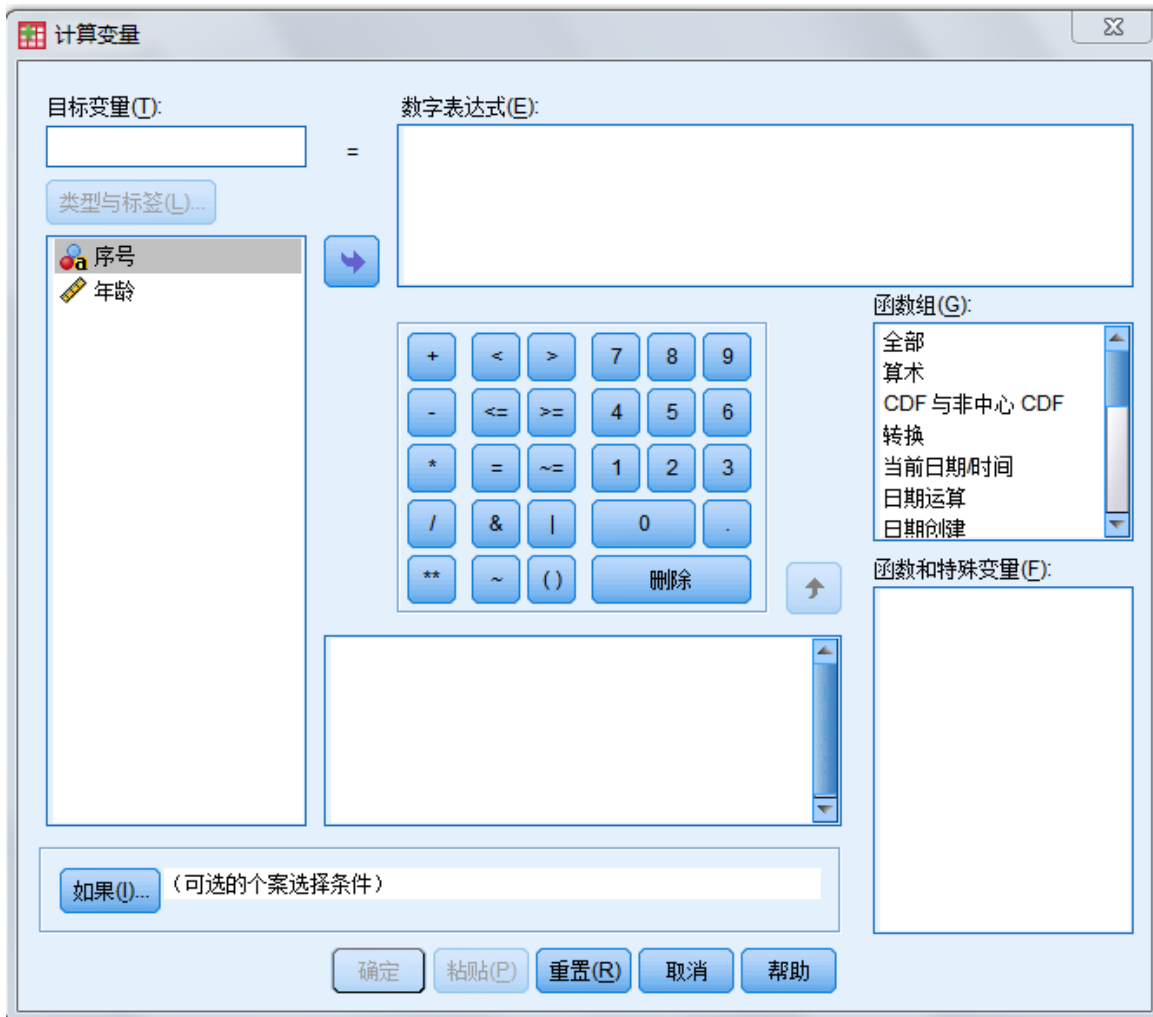 计算变量
目标变量(T):
数字表达式(E):
=
类型与标签(L)...
a 序号
年龄
函数组(G):
全部
算术
CDF 与非中心 CDF
转换
当前日期/时间
日期运算
日期创建
+ < > 7 8 9
- <= >= 4 5 6
* = ~= 1 2 3
/ & | 0 .
** ~ ( ) 删除
函数和特殊变量(F):
如果(I)... (可选的个案选择条件)
确定 粘贴(P) 重置(R) 取消 帮助